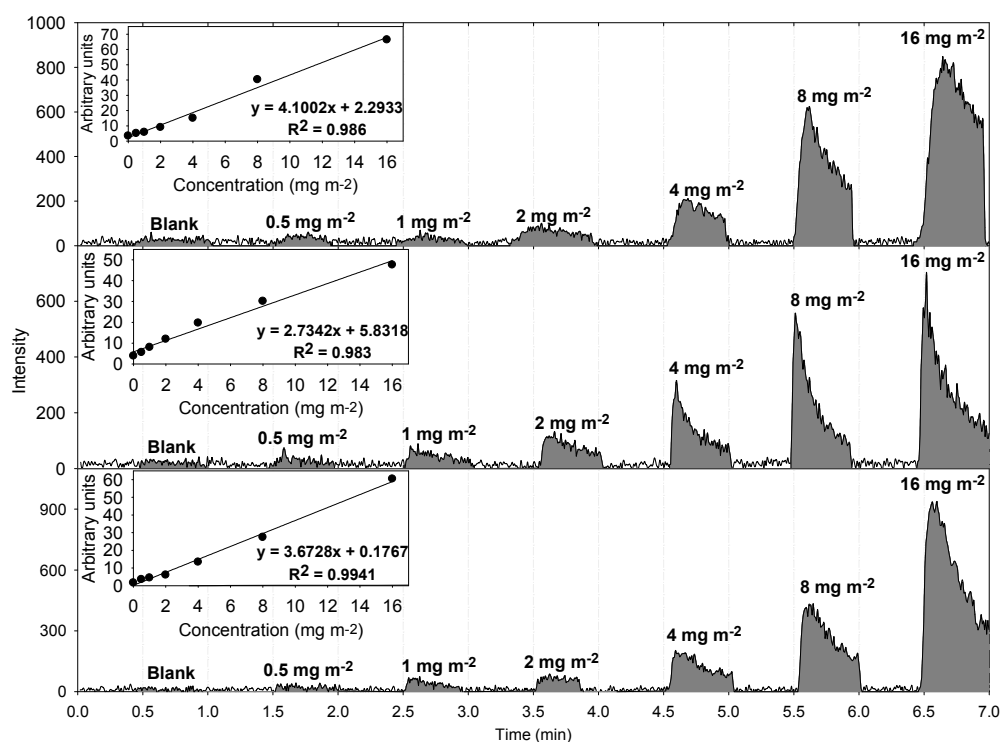 1000
800
600
400
200
0
Arbitrary units
70
60
50
40
30
20
10
0
y = 4.1002x + 2.2933
R2 = 0.986
0 2 4 6 8 10 12 14 16
Concentration (mg m-2)
Blank
0.5 mg m-2
1 mg m-2
2 mg m-2
4 mg m-2
8 mg m-2
16 mg m-2
Intensity
600
400
200
0
Arbitrary units
50
40
30
20
10
0
y = 2.7342x + 5.8318
R2 = 0.983
0 2 4 6 8 10 12 14 16
Concentration (mg m-2)
Blank
0.5 mg m-2
1 mg m-2
2 mg m-2
4 mg m-2
8 mg m-2
16 mg m-2
900
600
300
0
Arbitrary units
60
50
40
30
20
10
0
y = 3.6728x + 0.1767
R2 = 0.9941
0 2 4 6 8 10 12 14 16
Concentration (mg m-2)
Blank
0.5 mg m-2
1 mg m-2
2 mg m-2
4 mg m-2
8 mg m-2
16 mg m-2
0.0 0.5 1.0 1.5 2.0 2.5 3.0 3.5 4.0 4.5 5.0 5.5 6.0 6.5 7.0
Time (min)